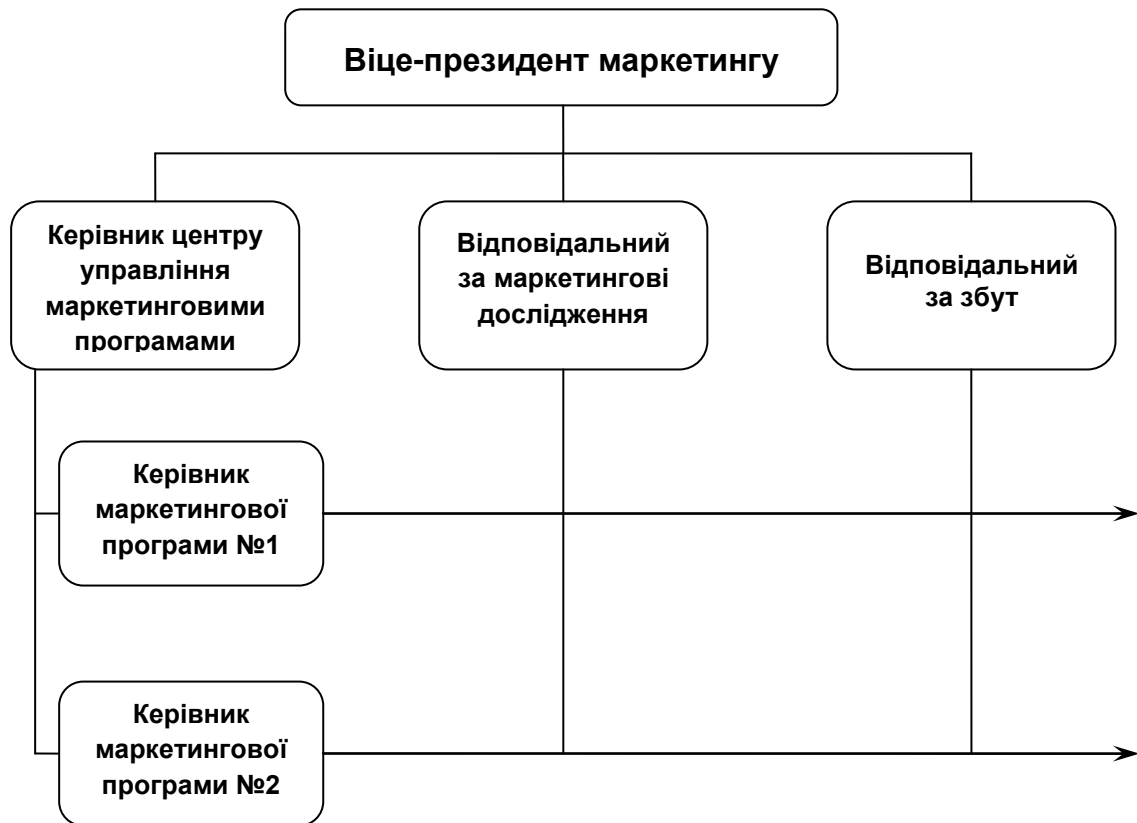 Віце-президент маркетингу
Керівник центру
управління
маркетинговими
програмами
Відповідальний
за маркетингові
дослідження
Відповідальний
за збут
Керівник
маркетингової
програми №1
Керівник
маркетингової
програми №2